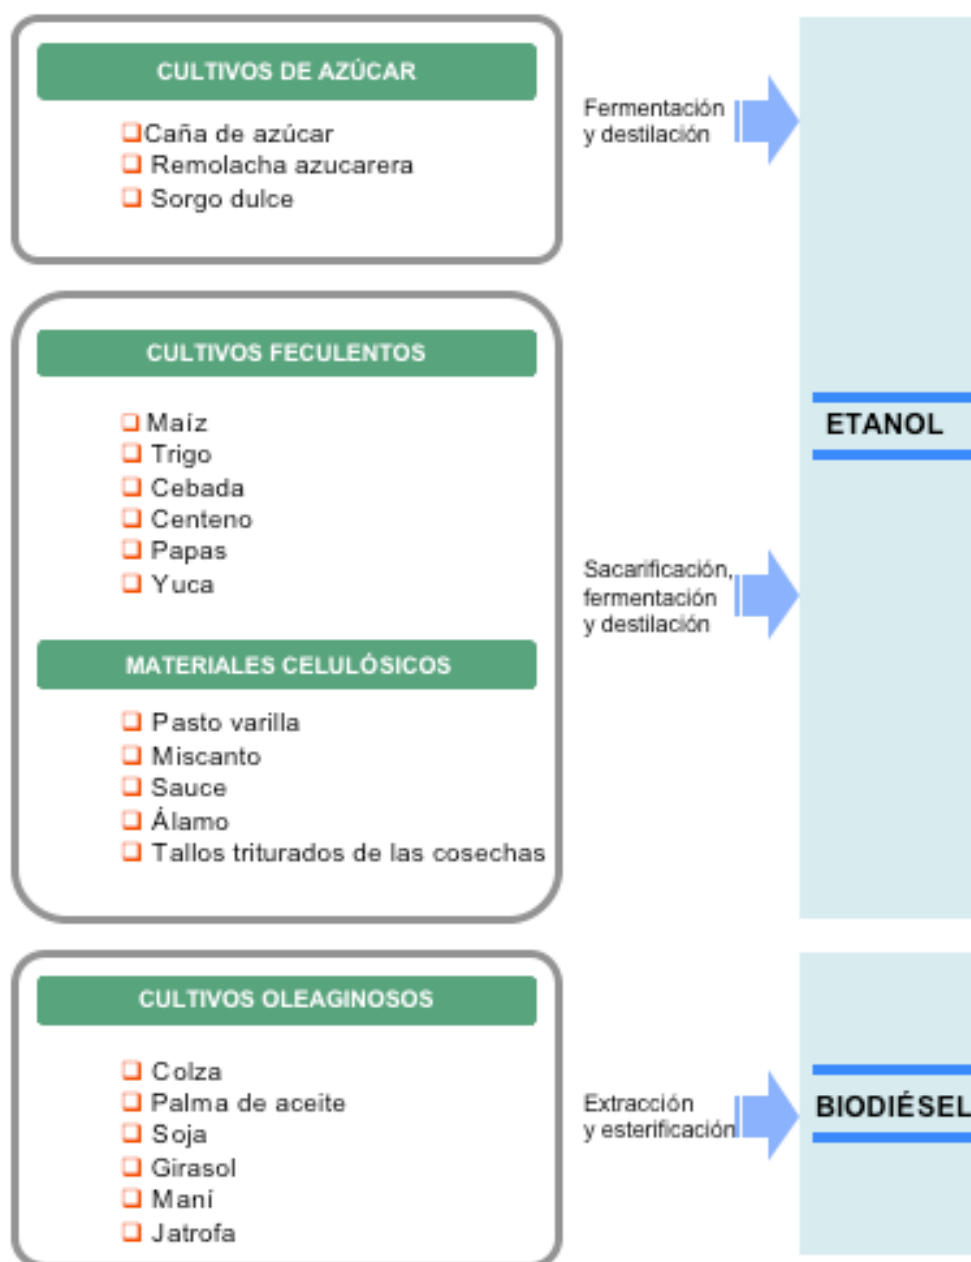 CULTIVOS DE AZÚCAR
Caña de azúcar
Remolacha azucarera
Sorgo dulce
Fermentación
y destilación
CULTIVOS FECULENTOS
Maíz
Trigo
Cebada
Centeno
Papas
Yuca
MATERIALES CELULÓSICOS
Pasto varilla
Miscanto
Sauce
Álamo
Tallos triturados de las cosechas
Sacarificación,
fermentación
y destilación
ETANOL
CULTIVOS OLEAGINOSOS
Colza
Palma de aceite
Soja
Girasol
Maní
Jatrofa
Extracción
y esterificación
BIODIÉSEL